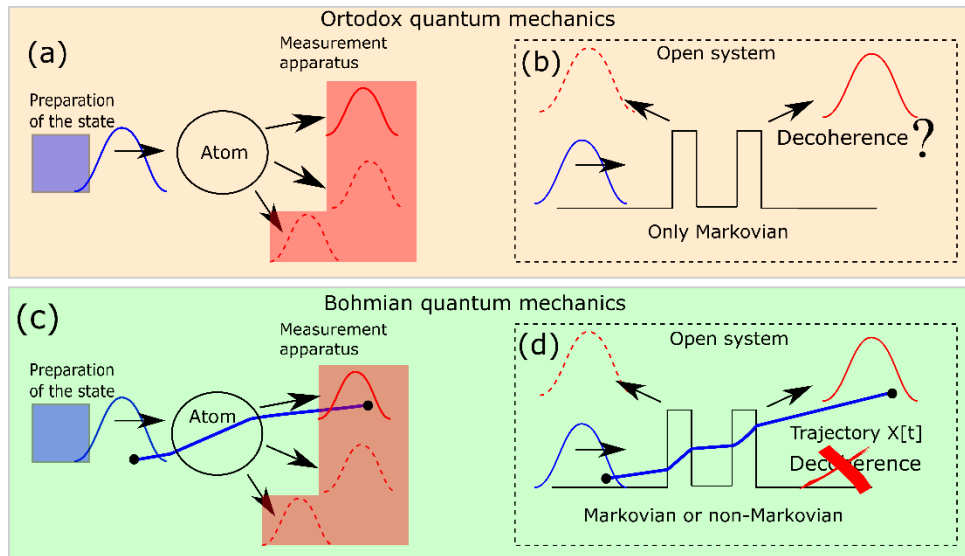 Ortodox quantum mechanics
(a)
Measurement
apparatus
Preparation
of the state
Atom
(b)
Open system
Decoherence ?
Only Markovian
Bohmian quantum mechanics
(c)
Measurement
apparatus
Preparation
of the state
Atom
(d)
Open system
Trajectory X[t]
Decoherence
Markovian or non-Markovian